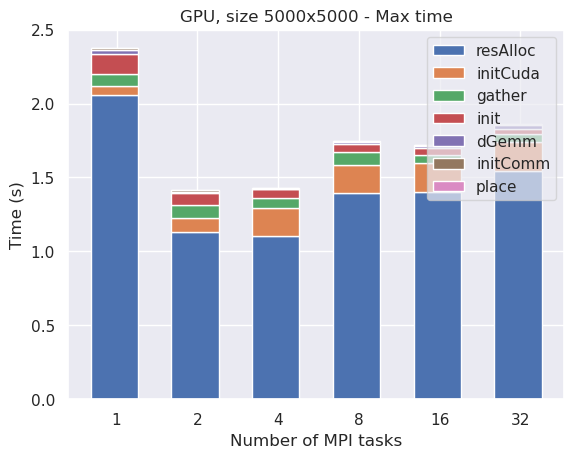 GPU, size 5000x5000 - Max time
2.5
2.0
1.5
1.0
0.5
0.0
Time (s)
resAlloc
initCuda
gather
init
dGemm
initComm
place
1 2 4 8 16 32
Number of MPI tasks